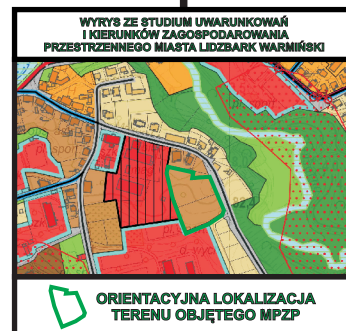 WYRYS ZE STUDIUM UWARUNKOWAŃ
I KIERUNKÓW ZAGOSPODAROWANIA
PRZESTRZENNEGO MIASTA LIDZBARK WARMIŃSKI
ORIENTACYJNA LOKALIZACJA
TERENU OBJĘTEGO MPZP